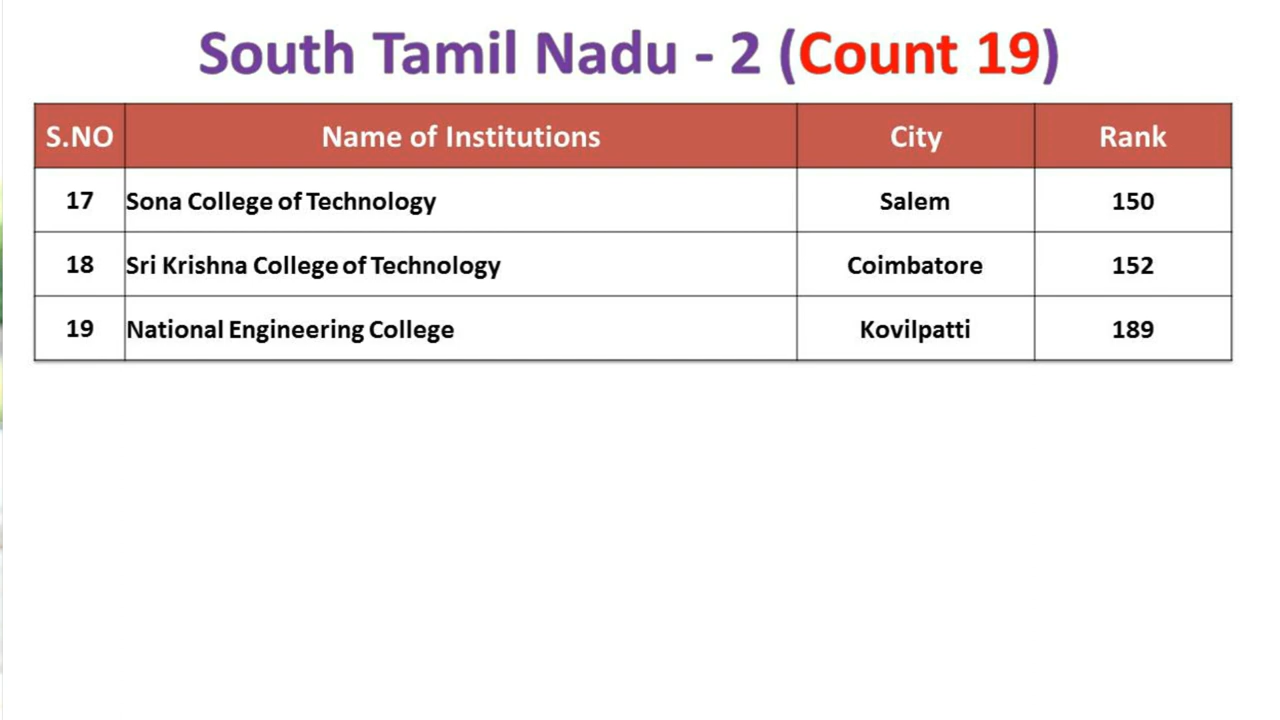 South Tamil Nadu - 2 (Count 19)
S.NO Name of Institutions City Rank
17 Sona College of Technology Salem 150
18 Sri Krishna College of Technology Coimbatore 152
19 National Engineering College Kovilpatti 189